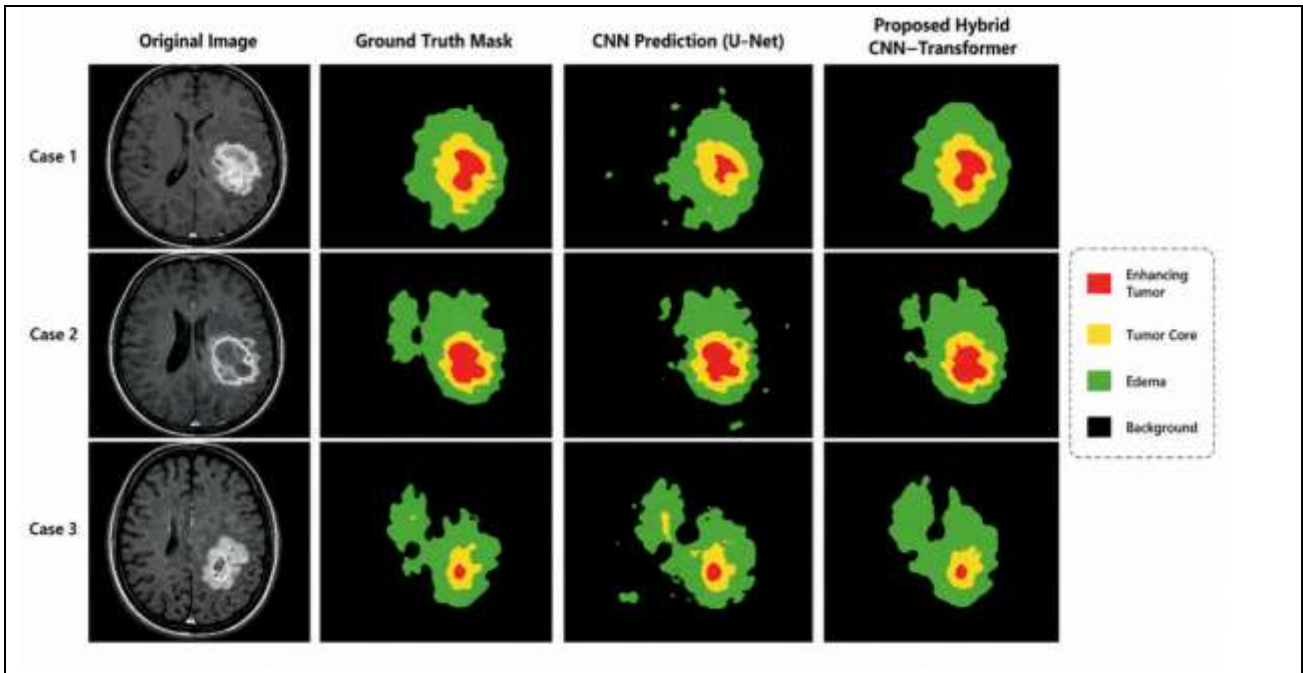 Original Image
Ground Truth Mask
CNN Prediction (U-Net)
Proposed Hybrid
CNN–Transformer
Case 1
Case 2
Case 3
Enhancing
Tumor
Tumor Core
Edema
Background